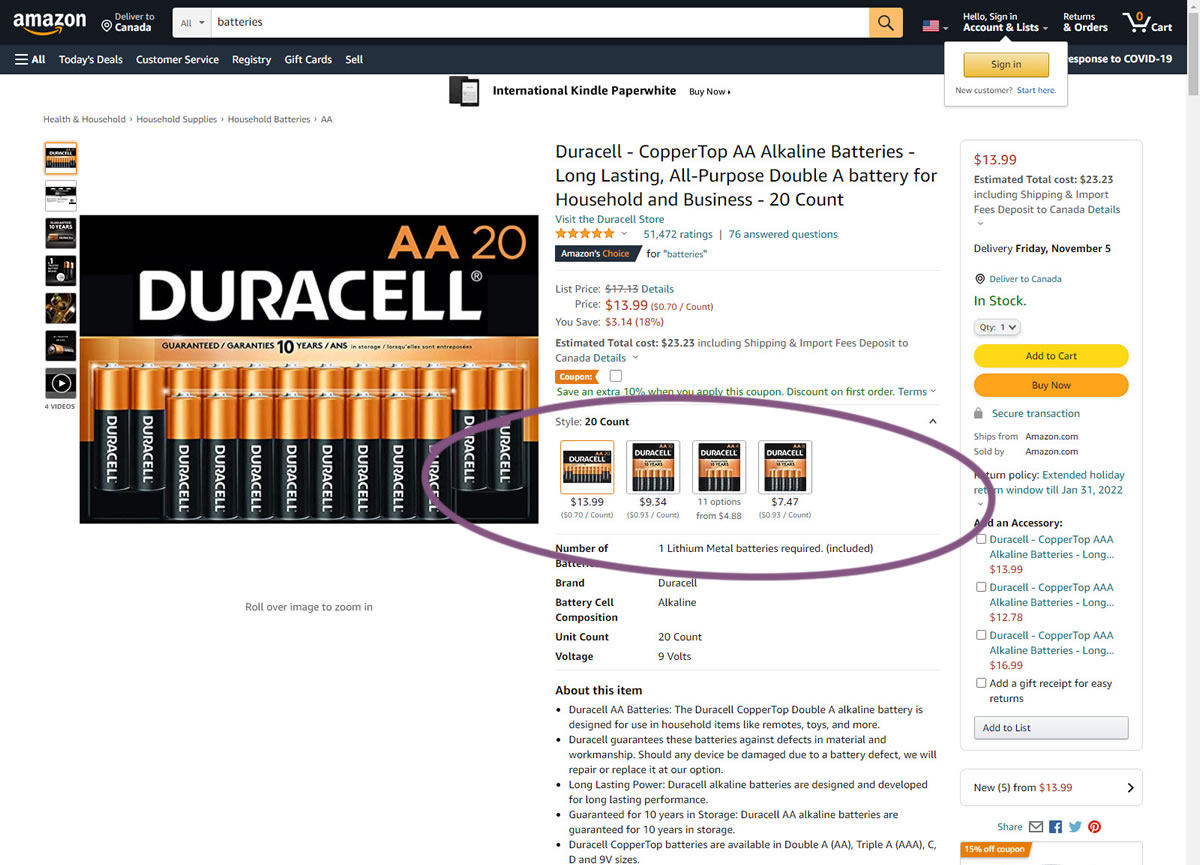 amazon
Deliver to
Canada
All
batteries
Hello, Sign in
Account & Lists
Returns
& Orders
0
Cart
All
Today's Deals
Customer Service
Registry
Gift Cards
Sell
esponse to COVID-19
Sign in
New customer? Start here.
International Kindle Paperwhite
Buy Now
Health & Household › Household Supplies › Household Batteries › AA
4 VIDEOS
AA 20
DURACELL®
GUARANTEED / GARANTIES 10 YEARS / ANS in storage / lorsqu'elles sont entreposées
DURACELL
DURACELL
DURACELL
DURACELL
DURACELL
DURACELL
DURACELL
DURACELL
DURACELL
DURACELL
DURACELL
Roll over image to zoom in
Duracell - CopperTop AA Alkaline Batteries -
Long Lasting, All-Purpose Double A battery for
Household and Business - 20 Count
Visit the Duracell Store
51,472 ratings | 76 answered questions
Amazon's Choice for "batteries"
List Price: $17.13 Details
Price: $13.99 ($0.70 / Count)
You Save: $3.14 (18%)
Estimated Total cost: $23.23 including Shipping & Import Fees Deposit to
Canada Details
Coupon:
Save an extra 10% when you apply this coupon. Discount on first order. Terms
Style: 20 Count
$13.99
($0.70 / Count)
$9.34
($0.93 / Count)
11 options
from $4.88
$7.47
($0.93 / Count)
Number of 1 Lithium Metal batteries required. (included)
Batteries
Brand Duracell
Battery Cell Alkaline
Composition
Unit Count 20 Count
Voltage 9 Volts
About this item
• Duracell AA Batteries: The Duracell CopperTop Double A alkaline battery is
designed for use in household items like remotes, toys, and more.
• Duracell guarantees these batteries against defects in material and
workmanship. Should any device be damaged due to a battery defect, we will
repair or replace it at our option.
• Long Lasting Power: Duracell alkaline batteries are designed and developed
for long lasting performance.
• Guaranteed for 10 years in Storage: Duracell AA alkaline batteries are
guaranteed for 10 years in storage.
• Duracell CopperTop batteries are available in Double A (AA), Triple A (AAA), C,
D and 9V sizes.
$13.99
Estimated Total cost: $23.23
including Shipping & Import
Fees Deposit to Canada Details
Delivery Friday, November 5
Deliver to Canada
In Stock.
Qty: 1
Add to Cart
Buy Now
Secure transaction
Ships from Amazon.com
Sold by Amazon.com
Return policy: Extended holiday
return window till Jan 31, 2022
Add an Accessory:
Duracell - CopperTop AAA
Alkaline Batteries - Long...
$13.99
Duracell - CopperTop AAA
Alkaline Batteries - Long...
$12.78
Duracell - CopperTop AAA
Alkaline Batteries - Long...
$16.99
Add a gift receipt for easy
returns
Add to List
New (5) from $13.99
Share
15% off coupon